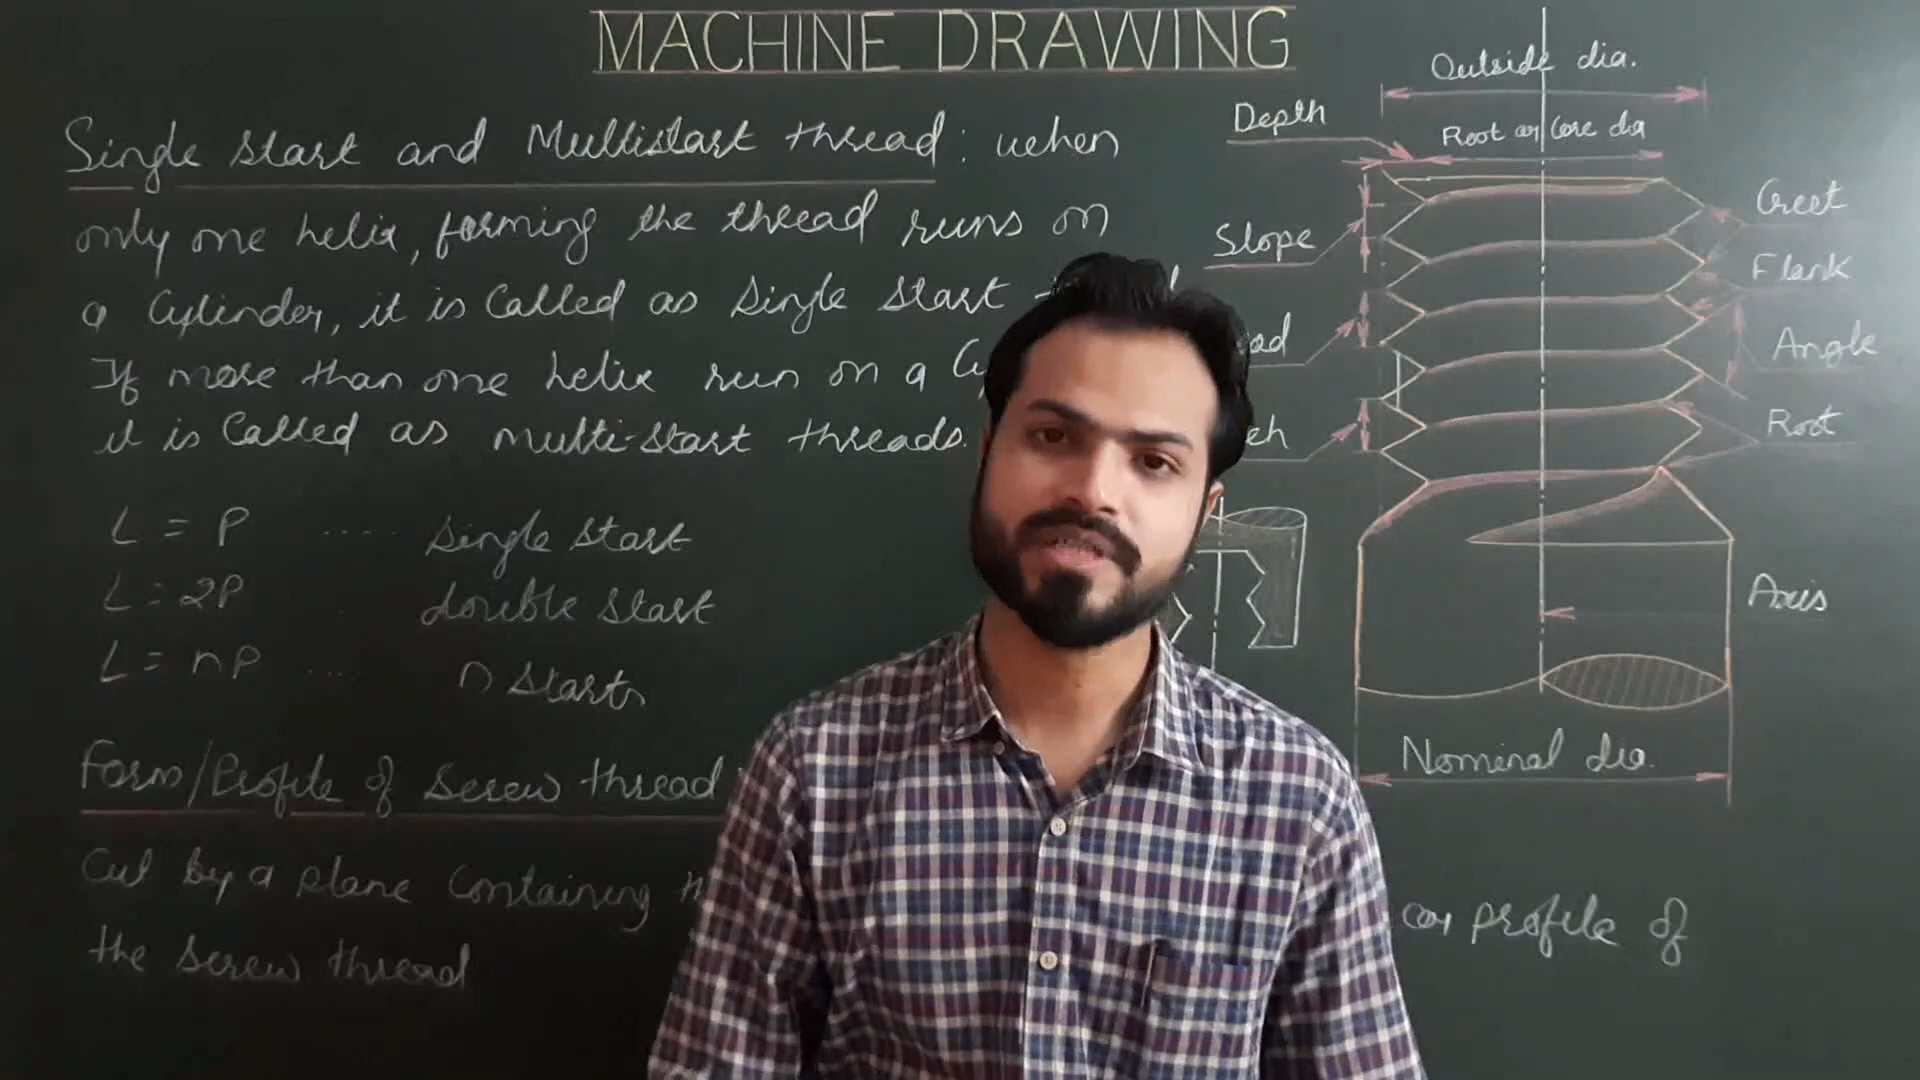 MACHINE DRAWING
Single start and Multistart thread: when
only one helix, forming the thread runs on
a Cylinder, it is Called as single start
If more than one helix run on a
it is Called as multi-start threads.
L = P .... single start
L = 2P . double start
L = nP ... n Starts
Form/Profile of screw thread
Cut by a plane Containing
the screw thread
Outside dia.
Depth
Root or Core dia
Crest
Slope
Flank
Angle
Root
Axis
Nominal dia.
or profile of